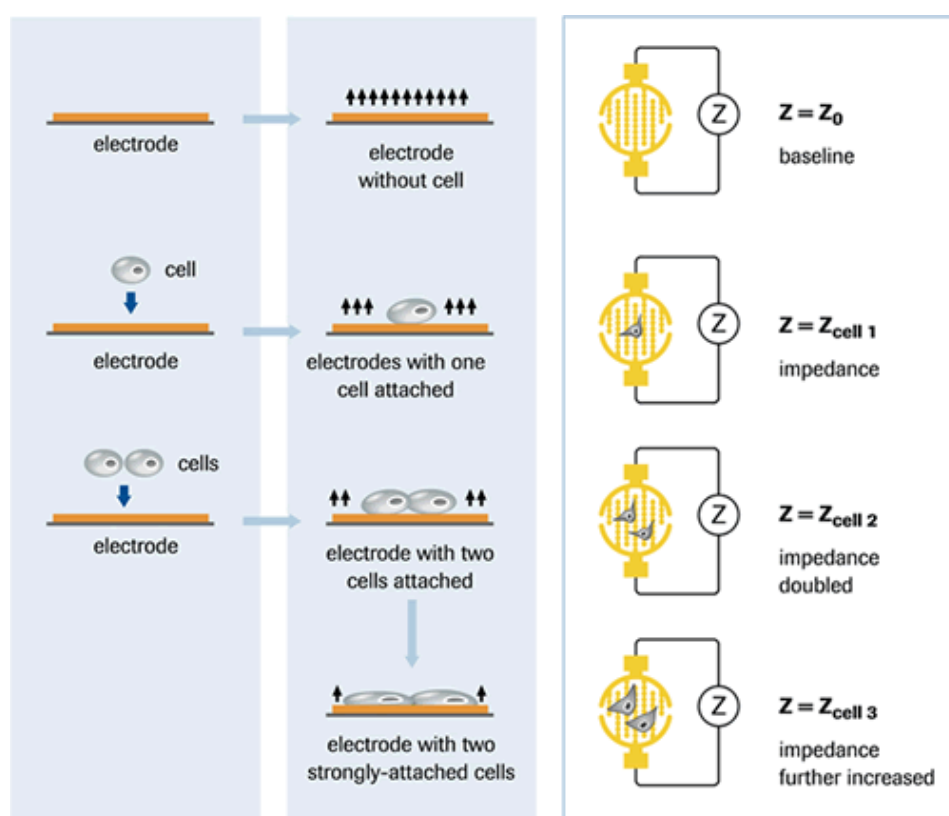 electrode
electrode
without cell
Z
Z = Z0
baseline
cell
electrode
electrodes with one
cell attached
Z
Z = Zcell 1
impedance
cells
electrode
electrode with two
cells attached
Z
Z = Zcell 2
impedance
doubled
electrode with two
strongly-attached cells
Z
Z = Zcell 3
impedance
further increased